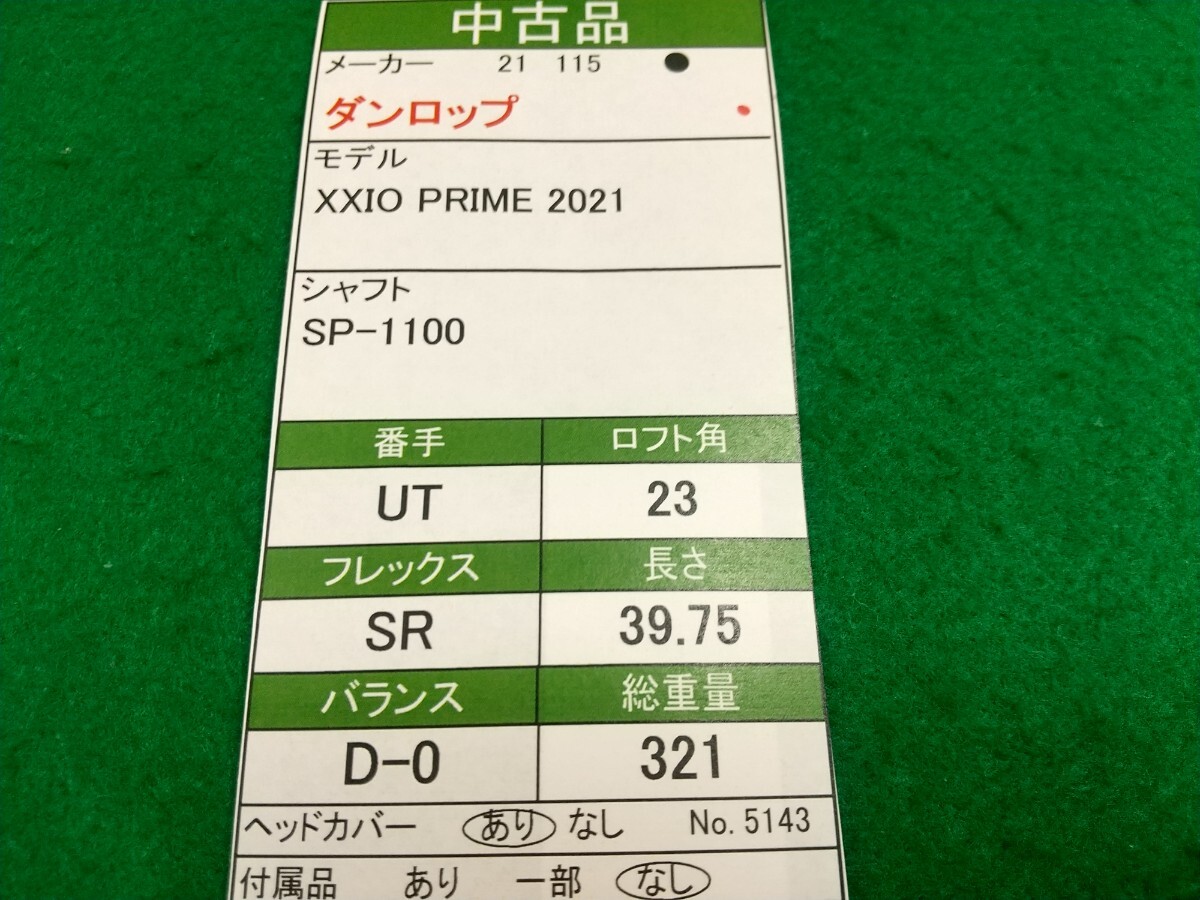 中古品
メーカー 21 115 ●
ダンロップ
モデル
XXIO PRIME 2021
シャフト
SP-1100
番手 ロフト角
UT 23
フレックス 長さ
SR 39.75
バランス 総重量
D-0 321
ヘッドカバー あり なし No.5143
付属品 あり 一部 なし